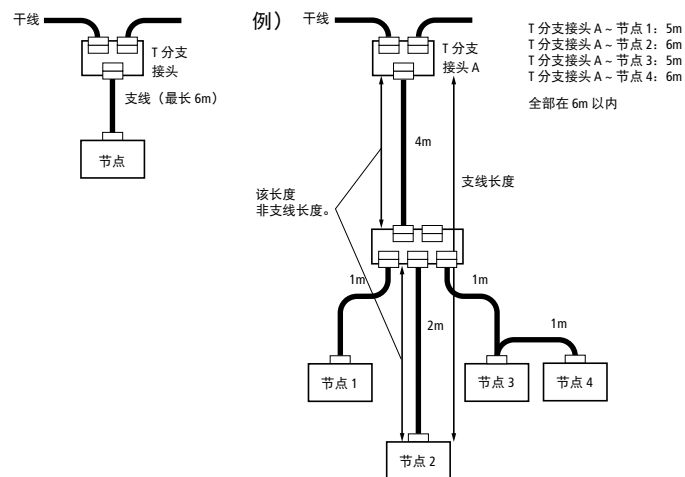 干线
T 分支
接头
支线（最长 6m）
节点
例）
干线
T 分支
接头 A
4m
支线长度
该长度
非支线长度。
1m
1m
2m
1m
节点 1
节点 3
节点 4
节点 2
T 分支接头 A ~ 节点 1：5m
T 分支接头 A ~ 节点 2：6m
T 分支接头 A ~ 节点 3：5m
T 分支接头 A ~ 节点 4：6m
全部在 6m 以内